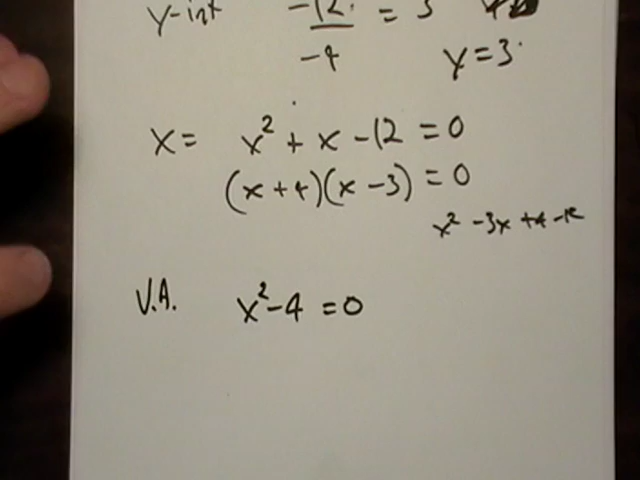 y-int -12 / -4 = 3
y = 3
x = x² + x - 12 = 0
(x + 4)(x - 3) = 0
x² - 3x + 4 - 12
V.A. x² - 4 = 0